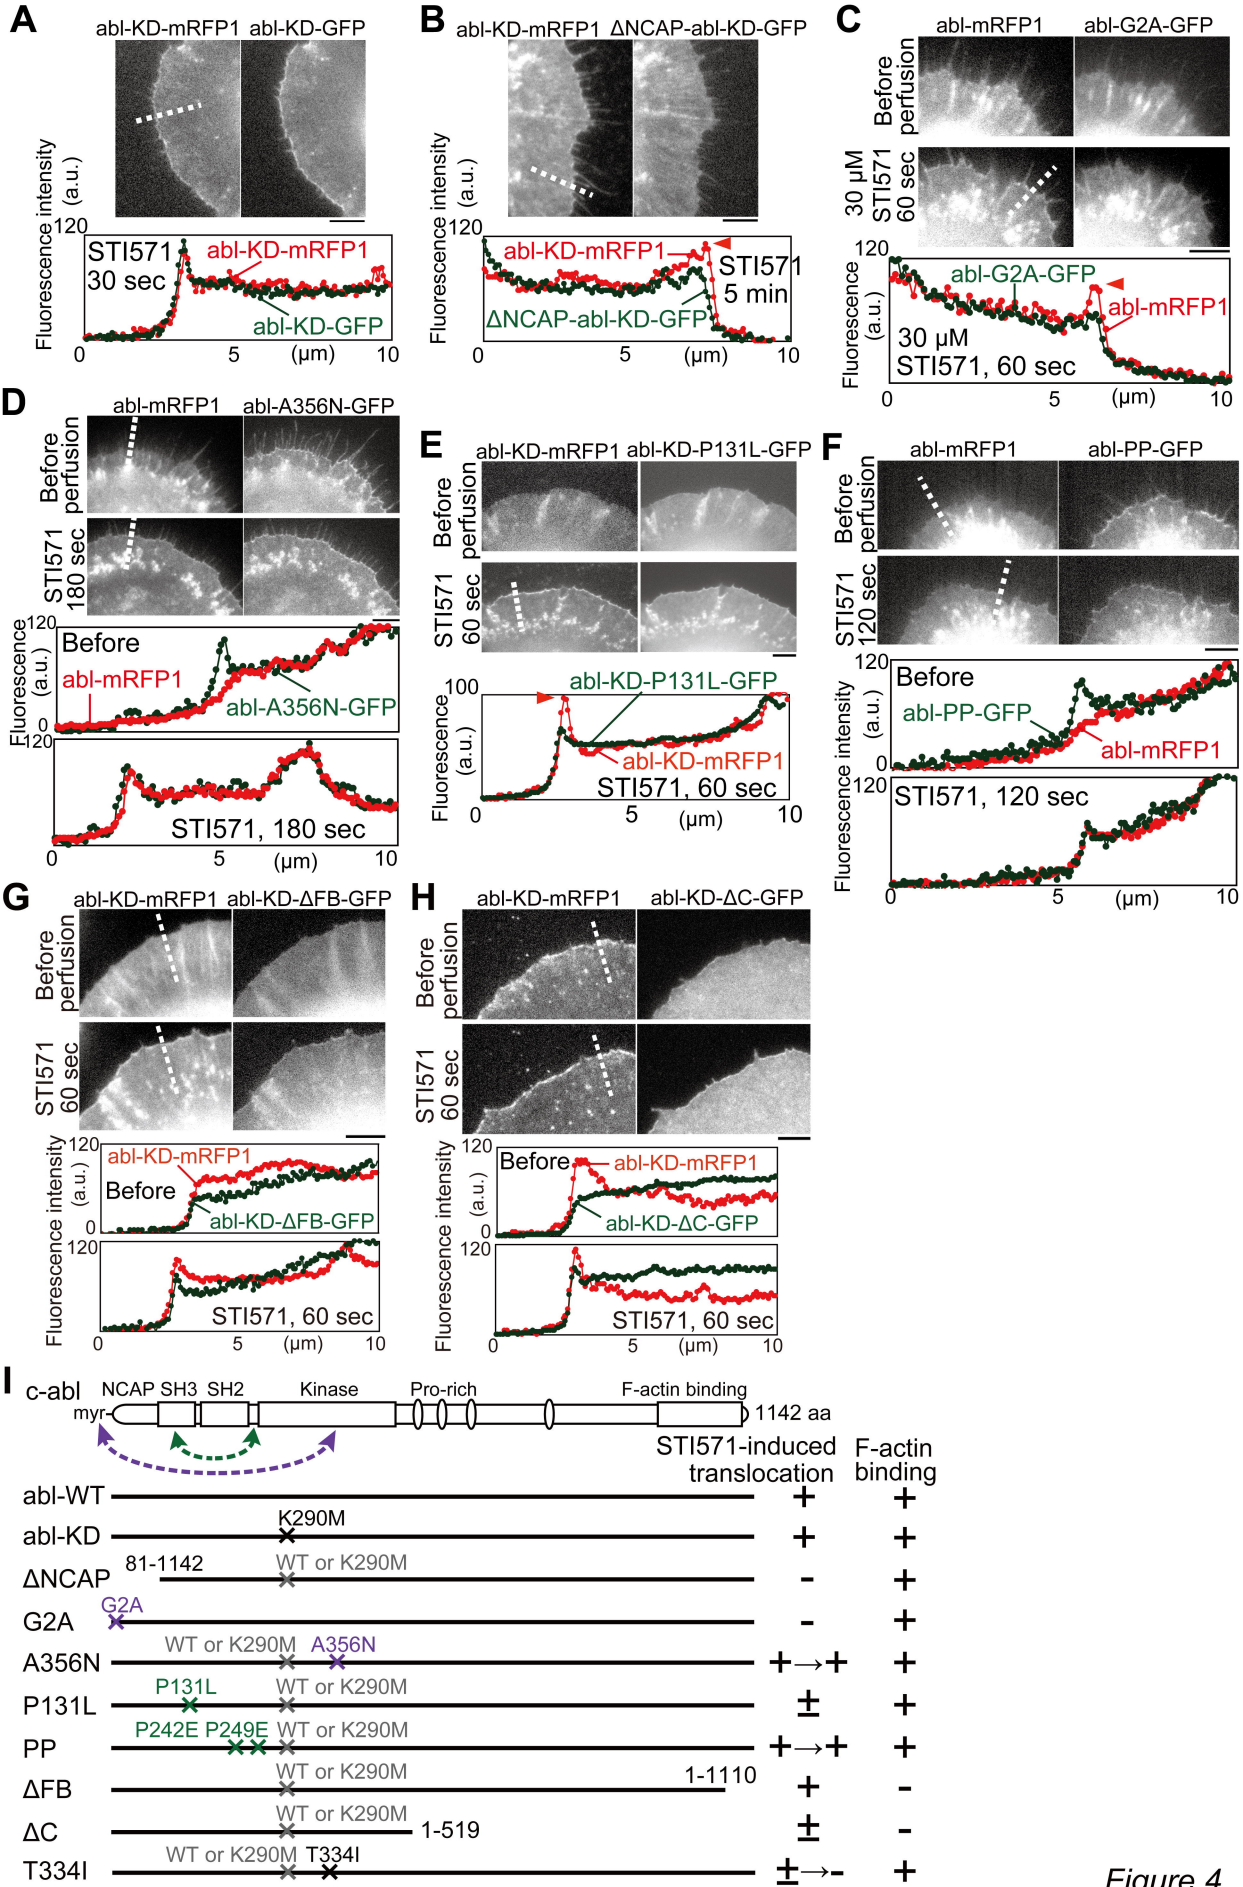 A
abl-KD-mRFP1 abl-KD-GFP
Fluorescence intensity
(a.u.)
120
STI571
30 sec
abl-KD-mRFP1
abl-KD-GFP
0 5 (μm) 10
B
abl-KD-mRFP1 ΔNCAP-abl-KD-GFP
Fluorescence intensity
(a.u.)
120
abl-KD-mRFP1
STI571
5 min
ΔNCAP-abl-KD-GFP
0 5 (μm) 10
C
abl-mRFP1 abl-G2A-GFP
Before
perfusion
30 μM
STI571
60 sec
Fluorescence
(a.u.)
120
abl-G2A-GFP
abl-mRFP1
30 μM
STI571, 60 sec
0 5 (μm) 10
D
abl-mRFP1 abl-A356N-GFP
Before
perfusion
STI571
180 sec
Fluorescence
(a.u.)
120
Before
abl-mRFP1
abl-A356N-GFP
0
120
STI571, 180 sec
0 5 (μm) 10
E
abl-KD-mRFP1 abl-KD-P131L-GFP
Before
perfusion
STI571
60 sec
Fluorescence
(a.u.)
100
abl-KD-P131L-GFP
abl-KD-mRFP1
STI571, 60 sec
0 5 (μm) 10
F
abl-mRFP1 abl-PP-GFP
Before
perfusion
STI571
120 sec
Fluorescence intensity
(a.u.)
120
Before
abl-PP-GFP
abl-mRFP1
0
120
STI571, 120 sec
0 5 (μm) 10
G
abl-KD-mRFP1 abl-KD-ΔFB-GFP
Before
perfusion
STI571
60 sec
Fluorescence intensity
(a.u.)
120
abl-KD-mRFP1
Before
abl-KD-ΔFB-GFP
0
120
STI571, 60 sec
0 5 (μm) 10
H
abl-KD-mRFP1 abl-KD-ΔC-GFP
Before
perfusion
STI571
60 sec
Fluorescence intensity
(a.u.)
120
Before
abl-KD-mRFP1
abl-KD-ΔC-GFP
0
120
STI571, 60 sec
0 5 (μm) 10
I
c-abl NCAP SH3 SH2 Kinase Pro-rich F-actin binding
myr 1142 aa
STI571-induced
translocation
F-actin
binding
abl-WT + +
K290M
abl-KD + +
81-1142 WT or K290M
ΔNCAP - +
G2A
G2A - +
WT or K290M A356N
A356N +→+ +
P131L WT or K290M
P131L ± +
P242E P249E WT or K290M
PP +→+ +
WT or K290M 1-1110
ΔFB + -
WT or K290M
ΔC 1-519 ± -
WT or K290M T334I
T334I ±→- +
Figure 4